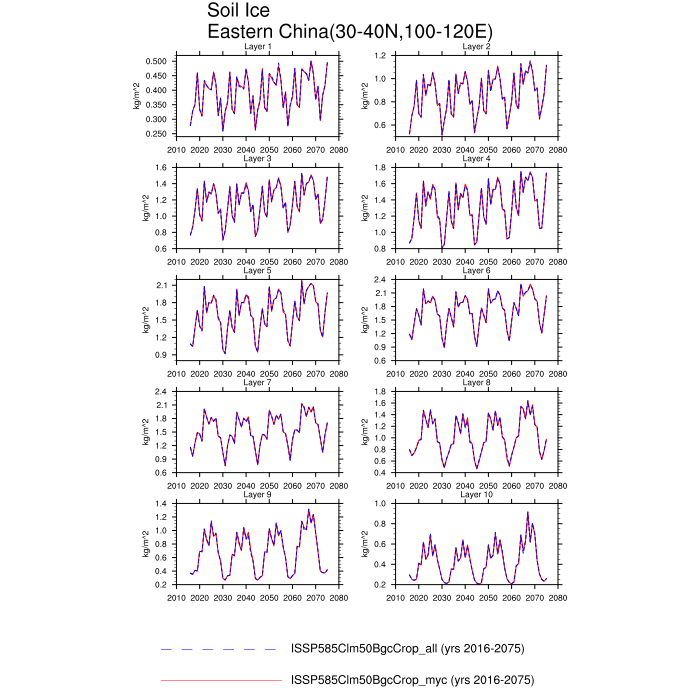 Soil Ice
Eastern China(30-40N,100-120E)
Layer 1
Layer 2
0.500
0.450
0.400
0.350
0.300
0.250
kg/m^2
2010 2020 2030 2040 2050 2060 2070 2080
1.2
1.0
0.8
0.6
kg/m^2
2010 2020 2030 2040 2050 2060 2070 2080
Layer 3
Layer 4
1.6
1.4
1.2
1.0
0.8
0.6
kg/m^2
2010 2020 2030 2040 2050 2060 2070 2080
1.8
1.6
1.4
1.2
1.0
0.8
kg/m^2
2010 2020 2030 2040 2050 2060 2070 2080
Layer 5
Layer 6
2.1
1.8
1.5
1.2
0.9
kg/m^2
2010 2020 2030 2040 2050 2060 2070 2080
2.4
2.1
1.8
1.5
1.2
0.9
0.6
kg/m^2
2010 2020 2030 2040 2050 2060 2070 2080
Layer 7
Layer 8
2.4
2.1
1.8
1.5
1.2
0.9
0.6
kg/m^2
2010 2020 2030 2040 2050 2060 2070 2080
1.8
1.6
1.4
1.2
1.0
0.8
0.6
0.4
kg/m^2
2010 2020 2030 2040 2050 2060 2070 2080
Layer 9
Layer 10
1.4
1.2
1.0
0.8
0.6
0.4
0.2
kg/m^2
2010 2020 2030 2040 2050 2060 2070 2080
1.0
0.8
0.6
0.4
0.2
kg/m^2
2010 2020 2030 2040 2050 2060 2070 2080
ISSP585Clm50BgcCrop_all (yrs 2016-2075)
ISSP585Clm50BgcCrop_myc (yrs 2016-2075)